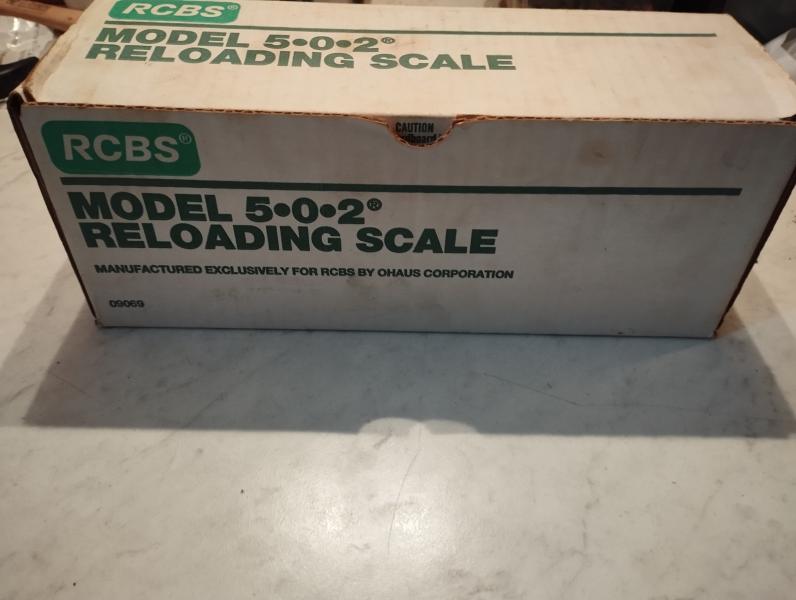 RCBS®
MODEL 5•0•2®
RELOADING SCALE
CAUTION
RCBS®
MODEL 5•0•2®
RELOADING SCALE
MANUFACTURED EXCLUSIVELY FOR RCBS BY OHAUS CORPORATION
09069